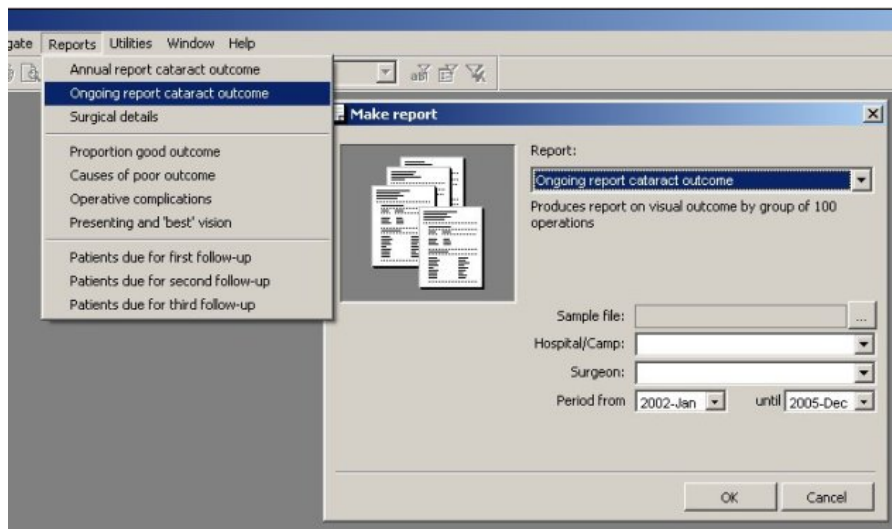 gate Reports Utilities Window Help
Annual report cataract outcome
Ongoing report cataract outcome
Surgical details
Proportion good outcome
Causes of poor outcome
Operative complications
Presenting and 'best' vision
Patients due for first follow-up
Patients due for second follow-up
Patients due for third follow-up
Make report
Report:
Ongoing report cataract outcome
Produces report on visual outcome by group of 100
operations
Sample file:
...
Hospital/Camp:
Surgeon:
Period from 2002-Jan until 2005-Dec
OK Cancel